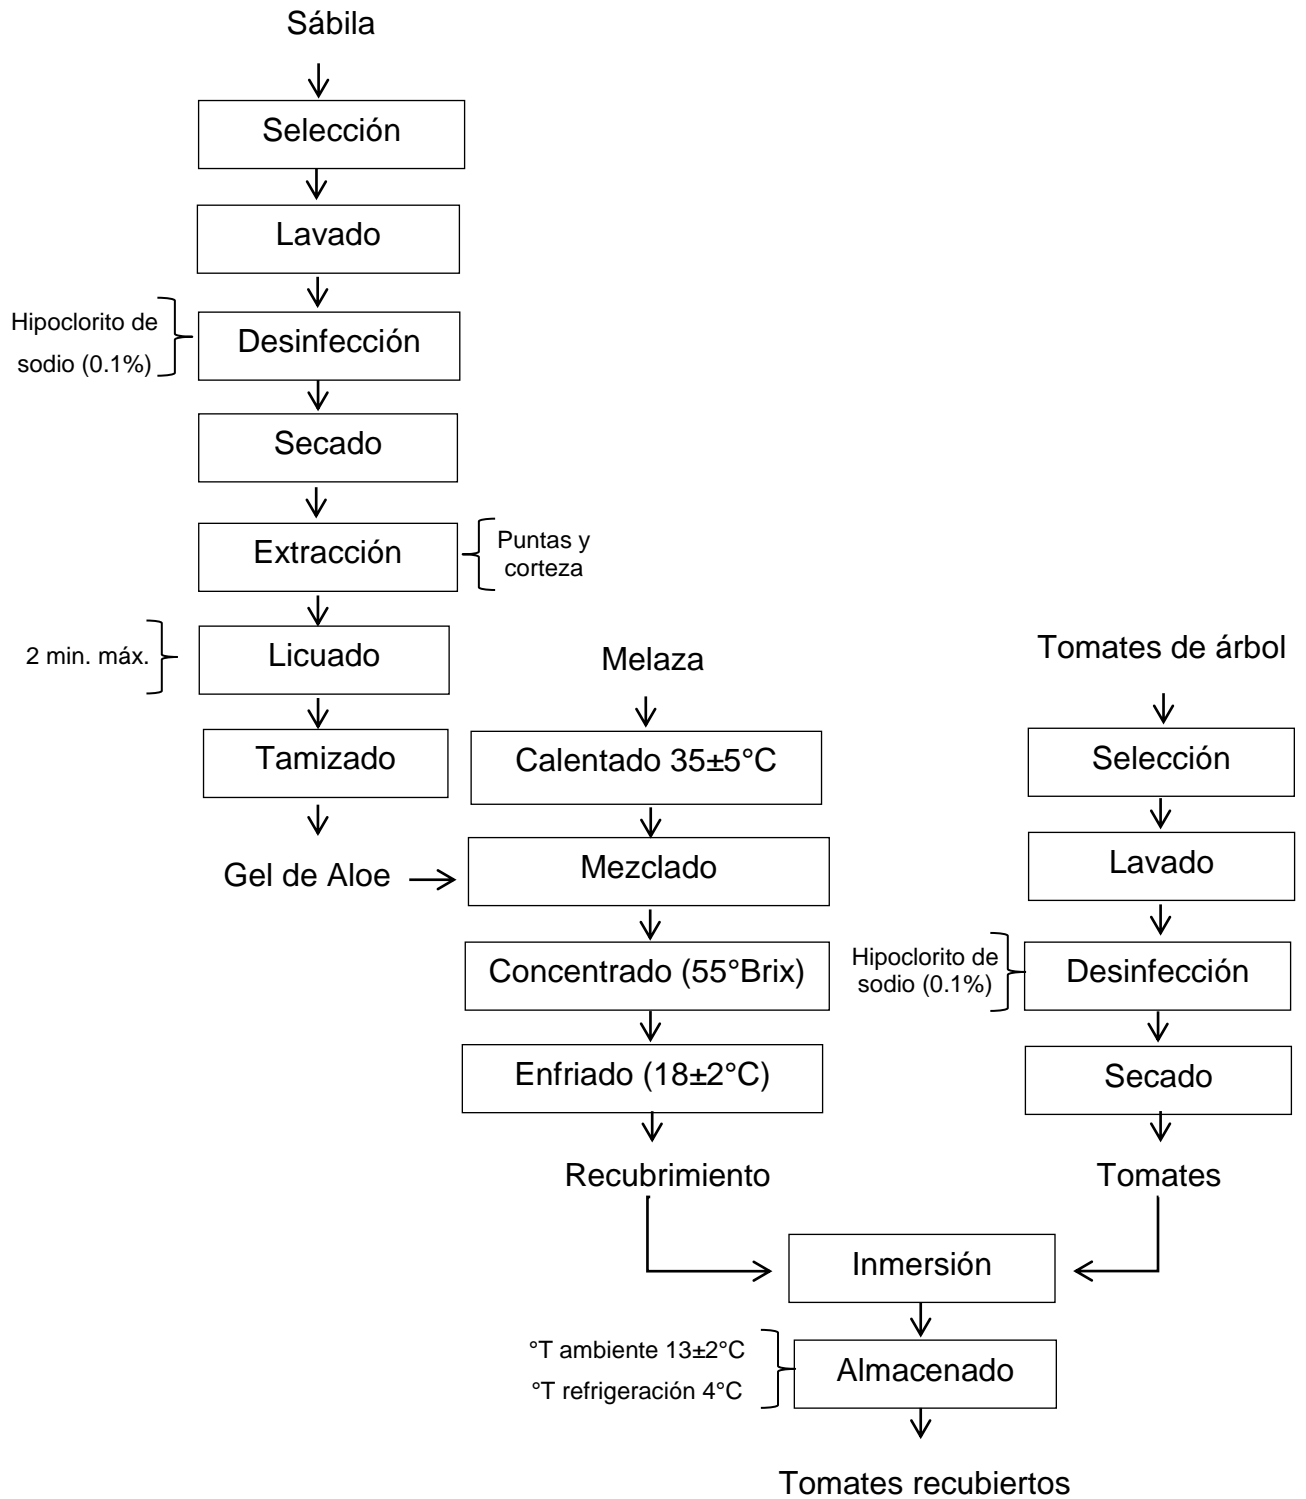 Sábila
Selección
Lavado
Hipoclorito de
sodio (0.1%)
Desinfección
Secado
Extracción
Puntas y
corteza
2 min. máx.
Licuado
Tamizado
Gel de Aloe
Melaza
Calentado 35±5°C
Mezclado
Concentrado (55°Brix)
Enfriado (18±2°C)
Recubrimiento
Tomates de árbol
Selección
Lavado
Hipoclorito de
sodio (0.1%)
Desinfección
Secado
Tomates
Inmersión
°T ambiente 13±2°C
°T refrigeración 4°C
Almacenado
Tomates recubiertos